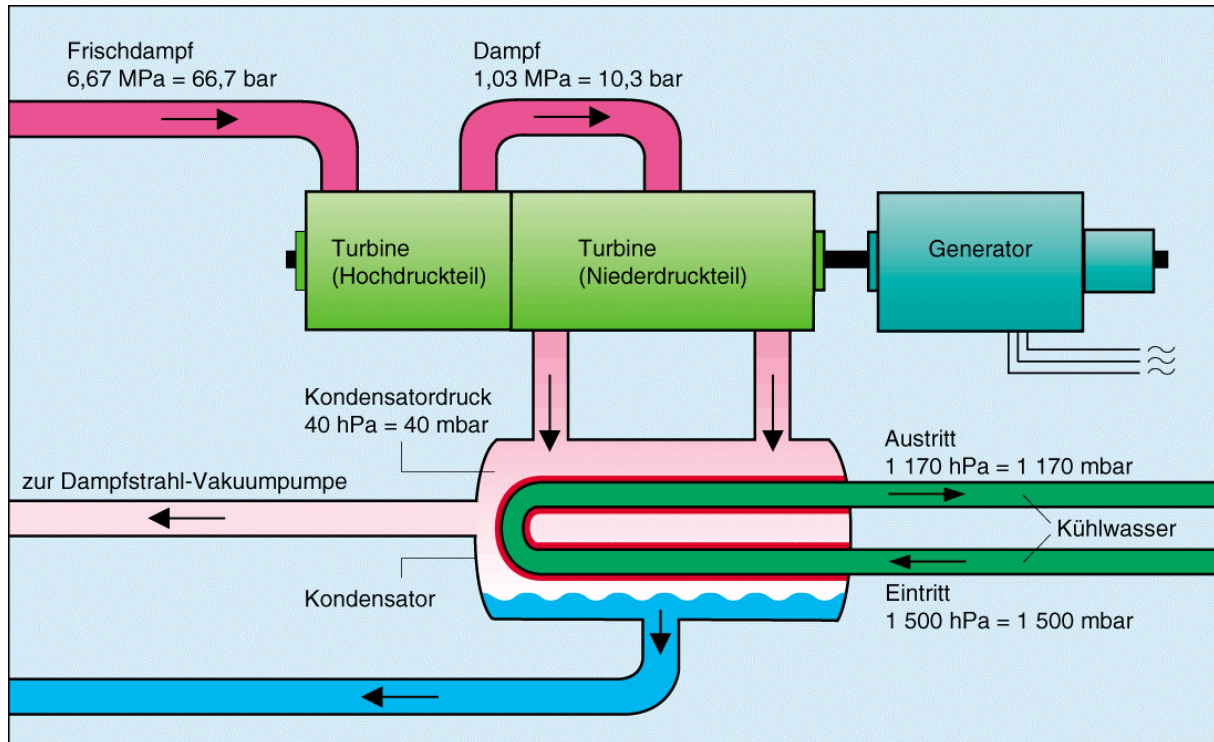 Frischdampf
6,67 MPa = 66,7 bar
Dampf
1,03 MPa = 10,3 bar
Turbine
(Hochdruckteil)
Turbine
(Niederdruckteil)
Generator
Kondensatordruck
40 hPa = 40 mbar
Austritt
1 170 hPa = 1 170 mbar
zur Dampfstrahl-Vakuumpumpe
Kühlwasser
Kondensator
Eintritt
1 500 hPa = 1 500 mbar